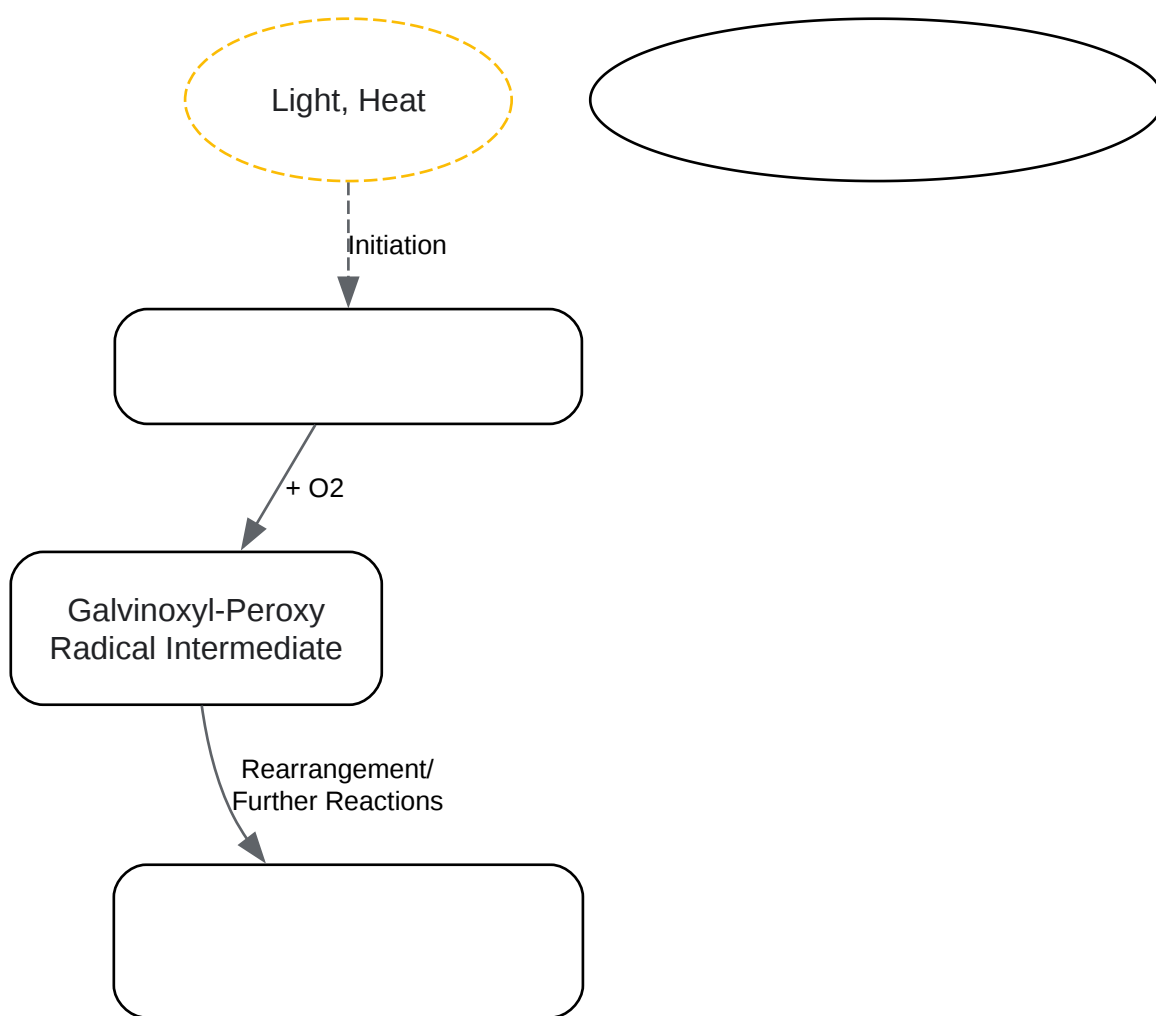 Light, Heat
Initiation
+ O2
Galvinoxyl-Peroxy
Radical Intermediate
Rearrangement/
Further Reactions